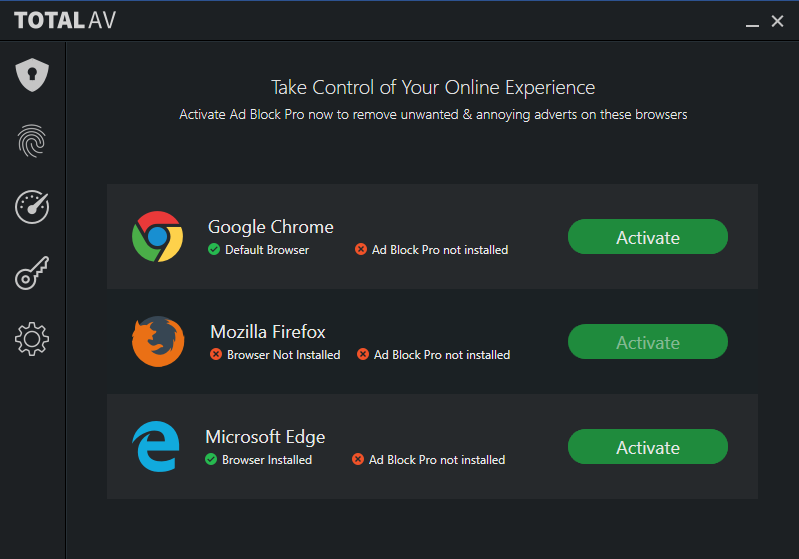 TOTAL AV
Take Control of Your Online Experience
Activate Ad Block Pro now to remove unwanted & annoying adverts on these browsers
Google Chrome
Default Browser
Ad Block Pro not installed
Activate
Mozilla Firefox
Browser Not Installed
Ad Block Pro not installed
Activate
Microsoft Edge
Browser Installed
Ad Block Pro not installed
Activate